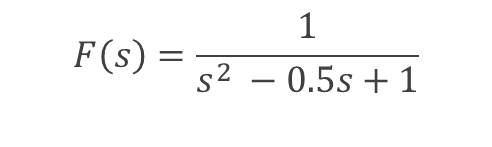 F(s) = 1 / (s² − 0.5s + 1)